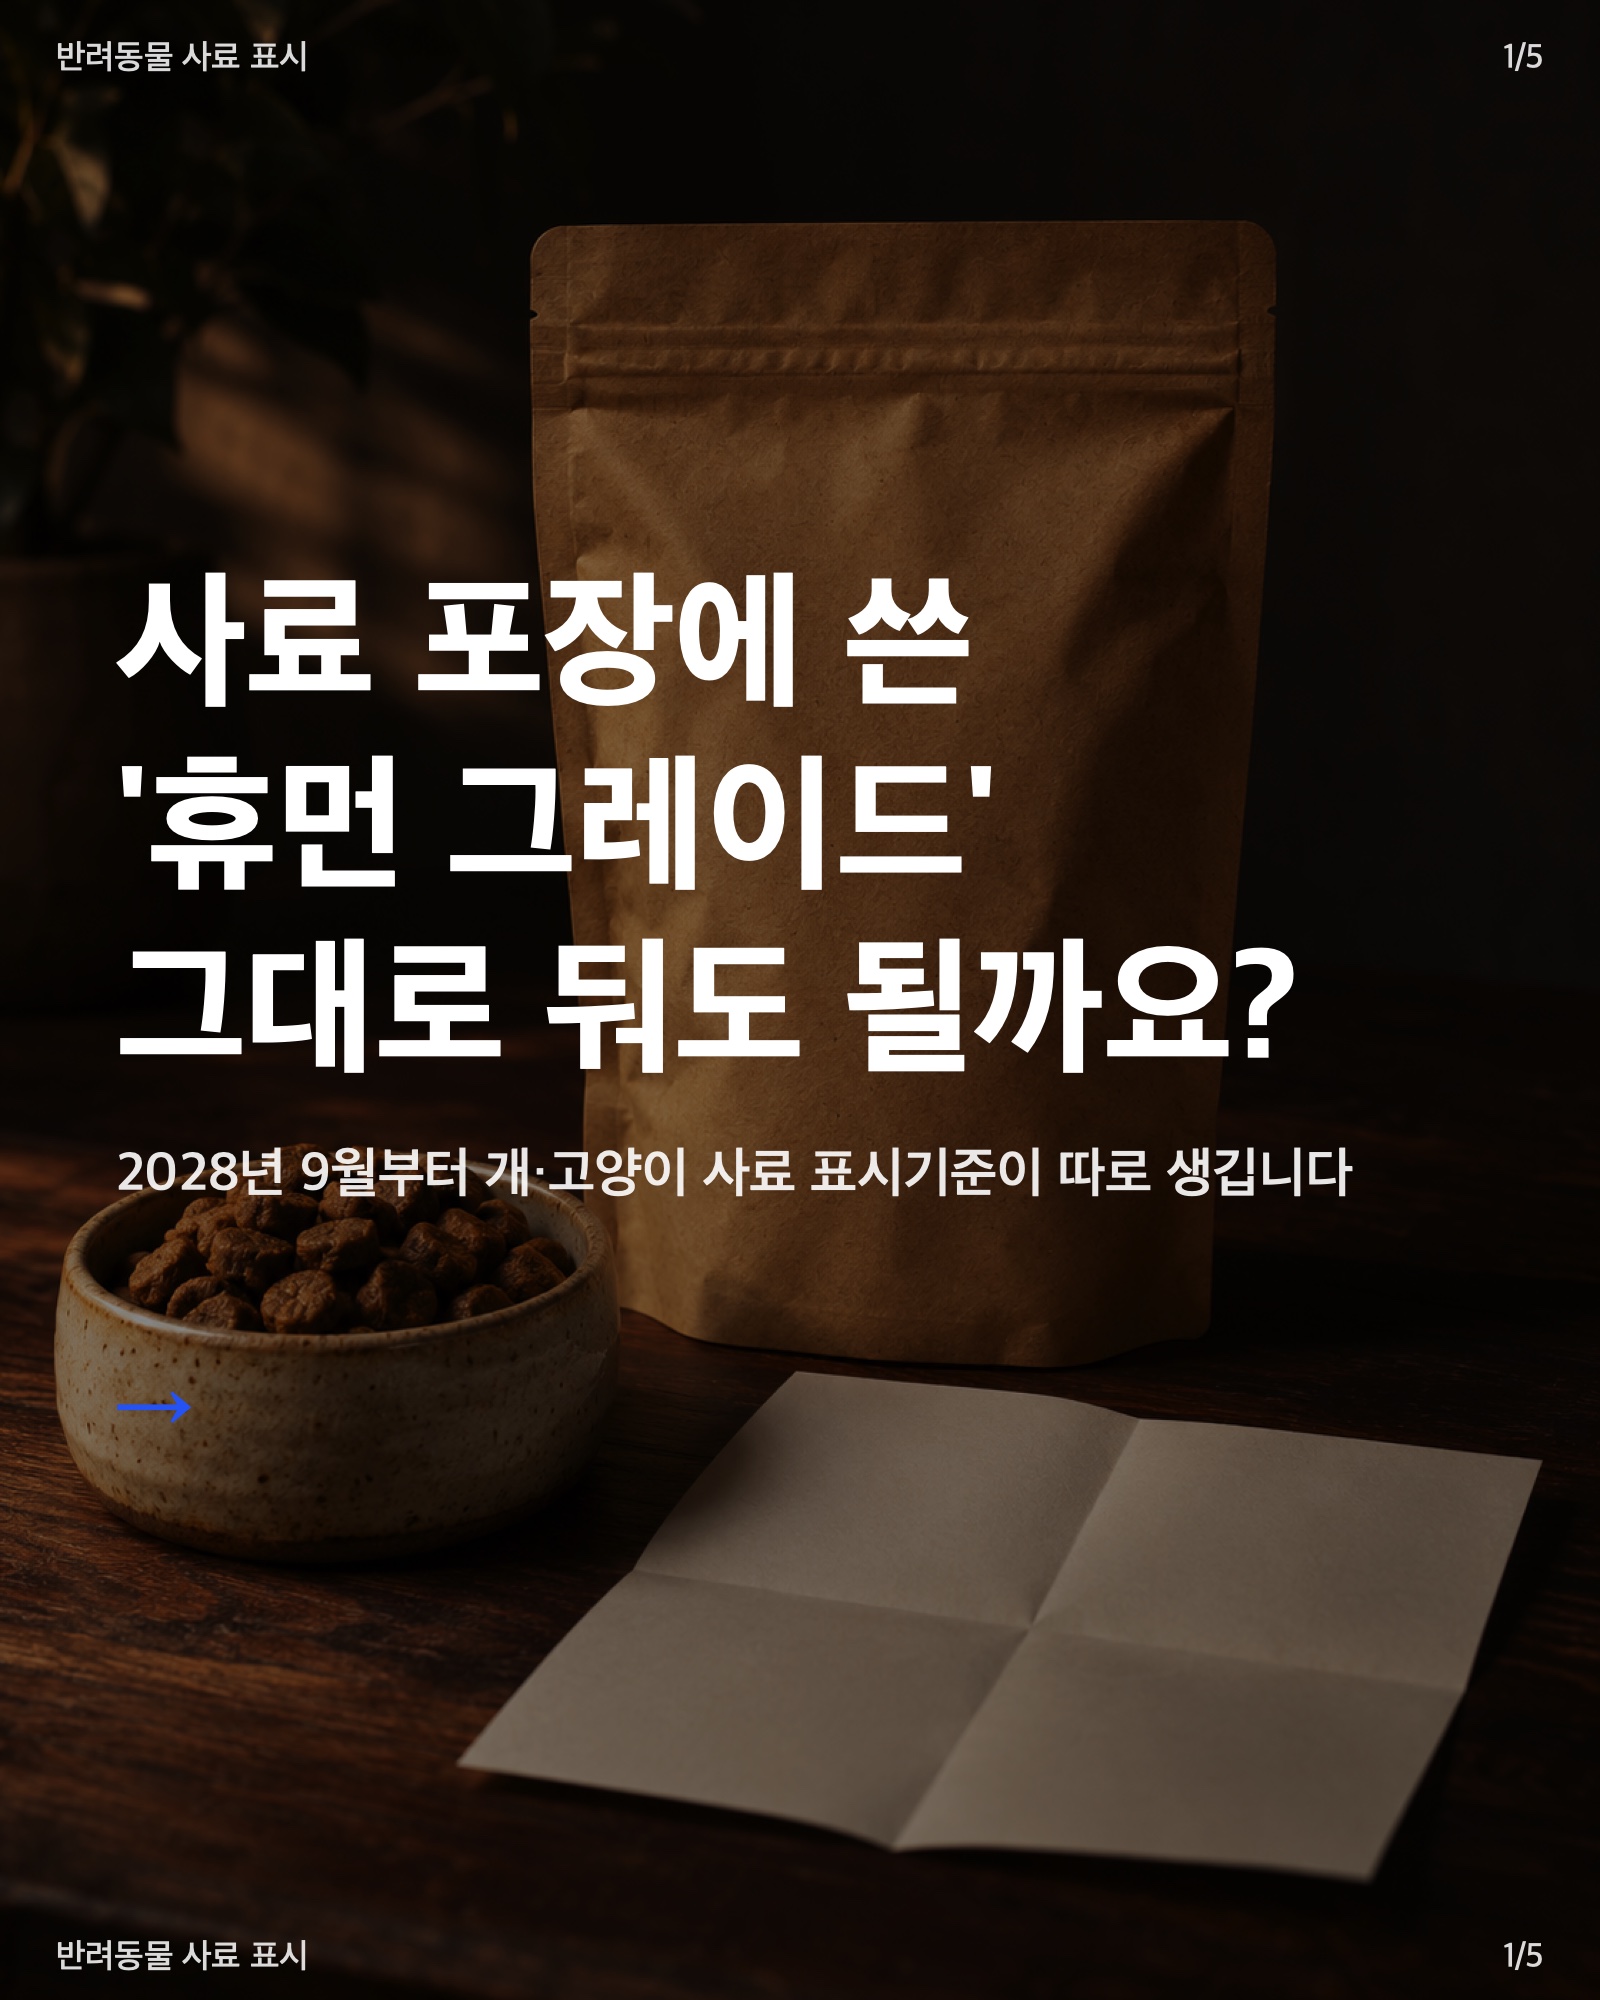 반려동물 사료 표시
1/5
사료 포장에 쓴
'휴먼 그레이드'
그대로 둬도 될까요?
2028년 9월부터 개·고양이 사료 표시기준이 따로 생깁니다
→
반려동물 사료 표시
1/5